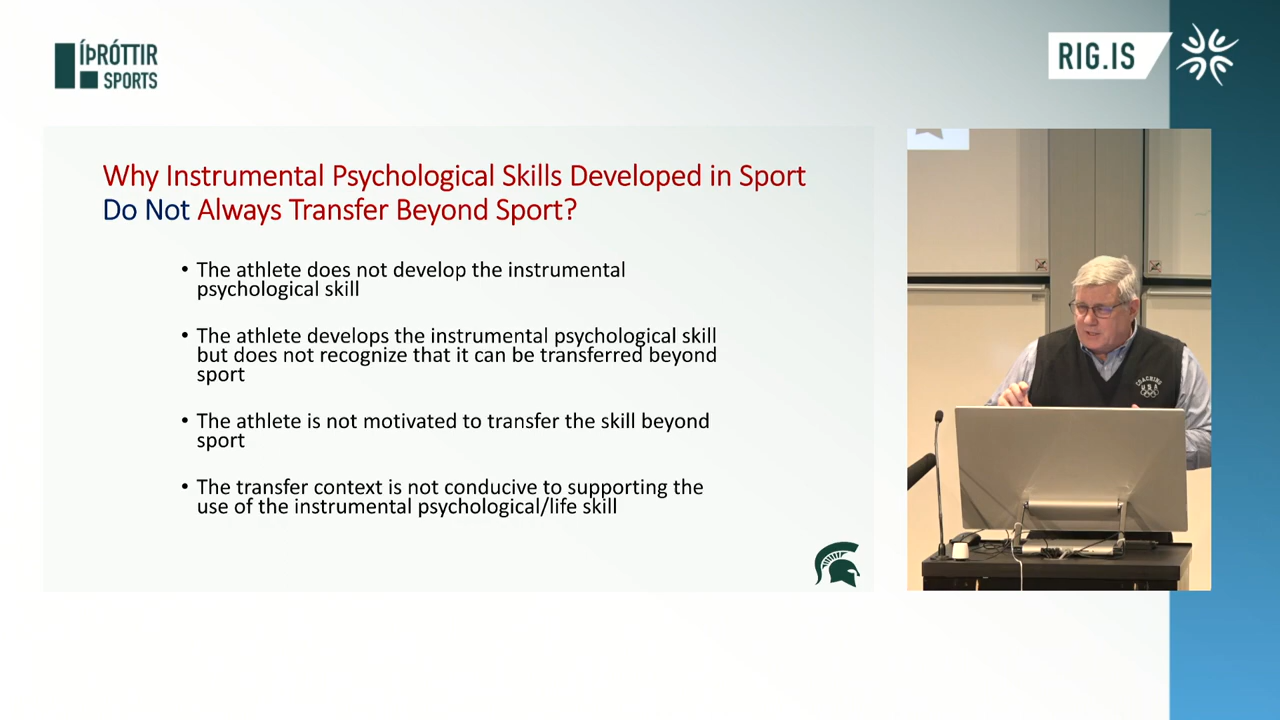 ÍÞRÓTTIR
SPORTS
RIG.IS
Why Instrumental Psychological Skills Developed in Sport
Do Not Always Transfer Beyond Sport?
• The athlete does not develop the instrumental
psychological skill
• The athlete develops the instrumental psychological skill
but does not recognize that it can be transferred beyond
sport
• The athlete is not motivated to transfer the skill beyond
sport
• The transfer context is not conducive to supporting the
use of the instrumental psychological/life skill
COACHING
USA